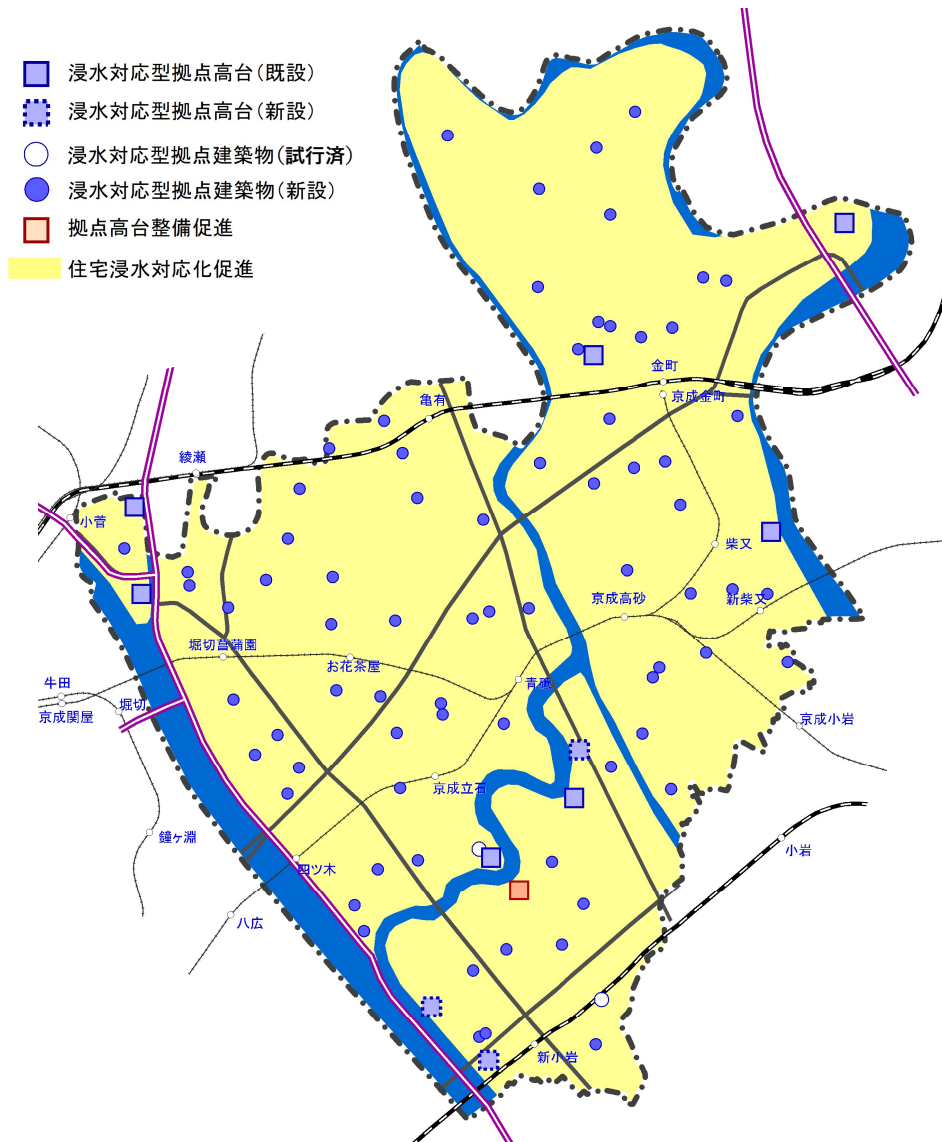 浸水対応型拠点高台(既設)
浸水対応型拠点高台(新設)
浸水対応型拠点建築物(試行済)
浸水対応型拠点建築物(新設)
拠点高台整備促進
住宅浸水対応化促進
金町
京成金町
亀有
綾瀬
小菅
柴又
京成高砂
新柴又
堀切菖蒲園
お花茶屋
青砥
牛田
堀切
京成関屋
京成小岩
京成立石
鐘ヶ淵
小岩
四ツ木
八広
新小岩